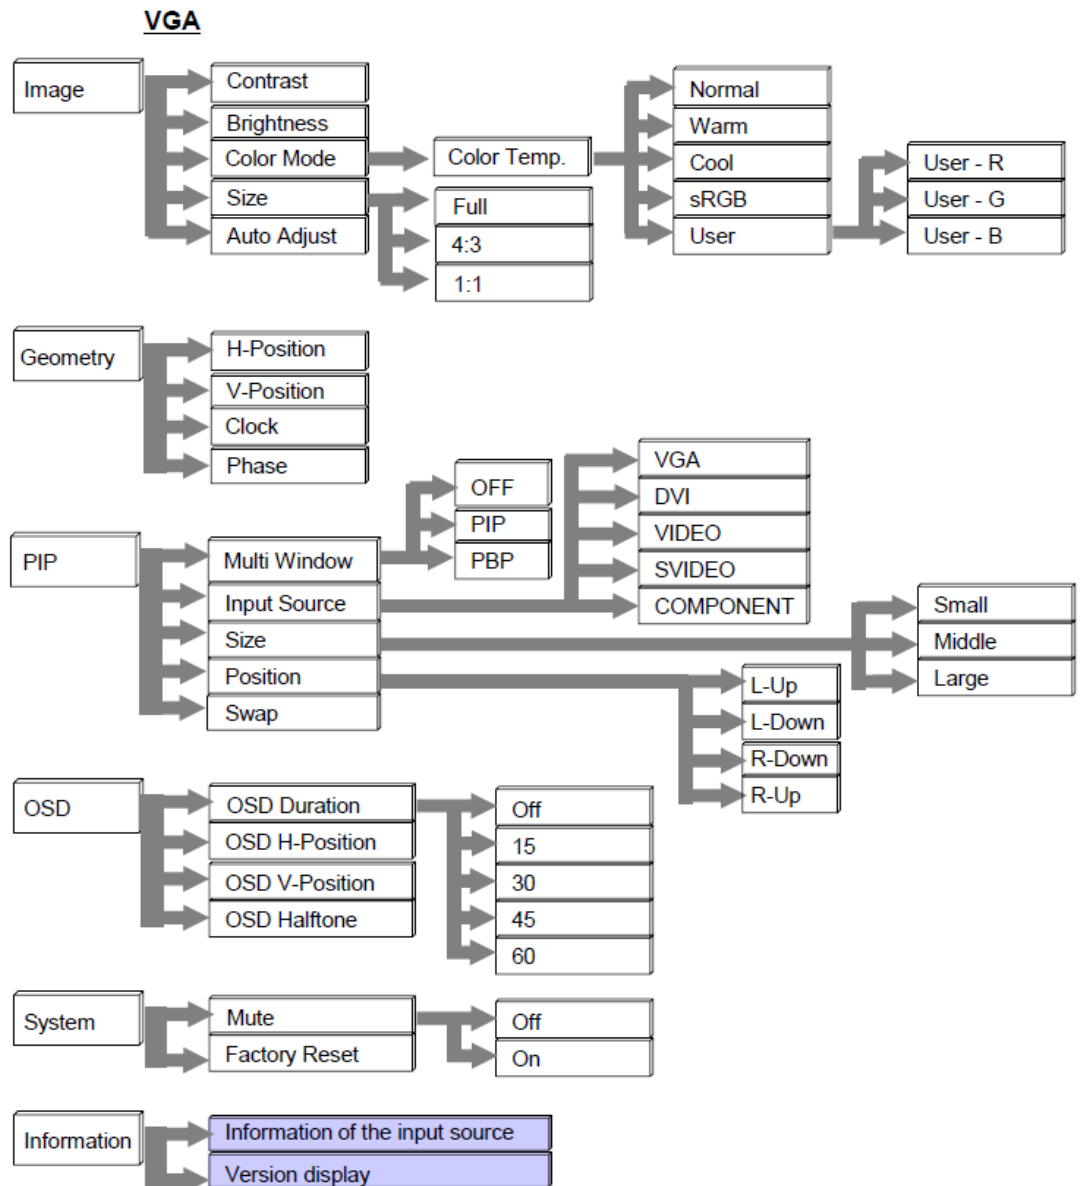 VGA
Image
Contrast
Brightness
Color Mode
Size
Auto Adjust
Color Temp.
Full
4:3
1:1
Normal
Warm
Cool
sRGB
User
User - R
User - G
User - B
Geometry
H-Position
V-Position
Clock
Phase
PIP
Multi Window
Input Source
Size
Position
Swap
OFF
PIP
PBP
VGA
DVI
VIDEO
SVIDEO
COMPONENT
Small
Middle
Large
L-Up
L-Down
R-Down
R-Up
OSD
OSD Duration
OSD H-Position
OSD V-Position
OSD Halftone
Off
15
30
45
60
System
Mute
Factory Reset
Off
On
Information
Information of the input source
Version display